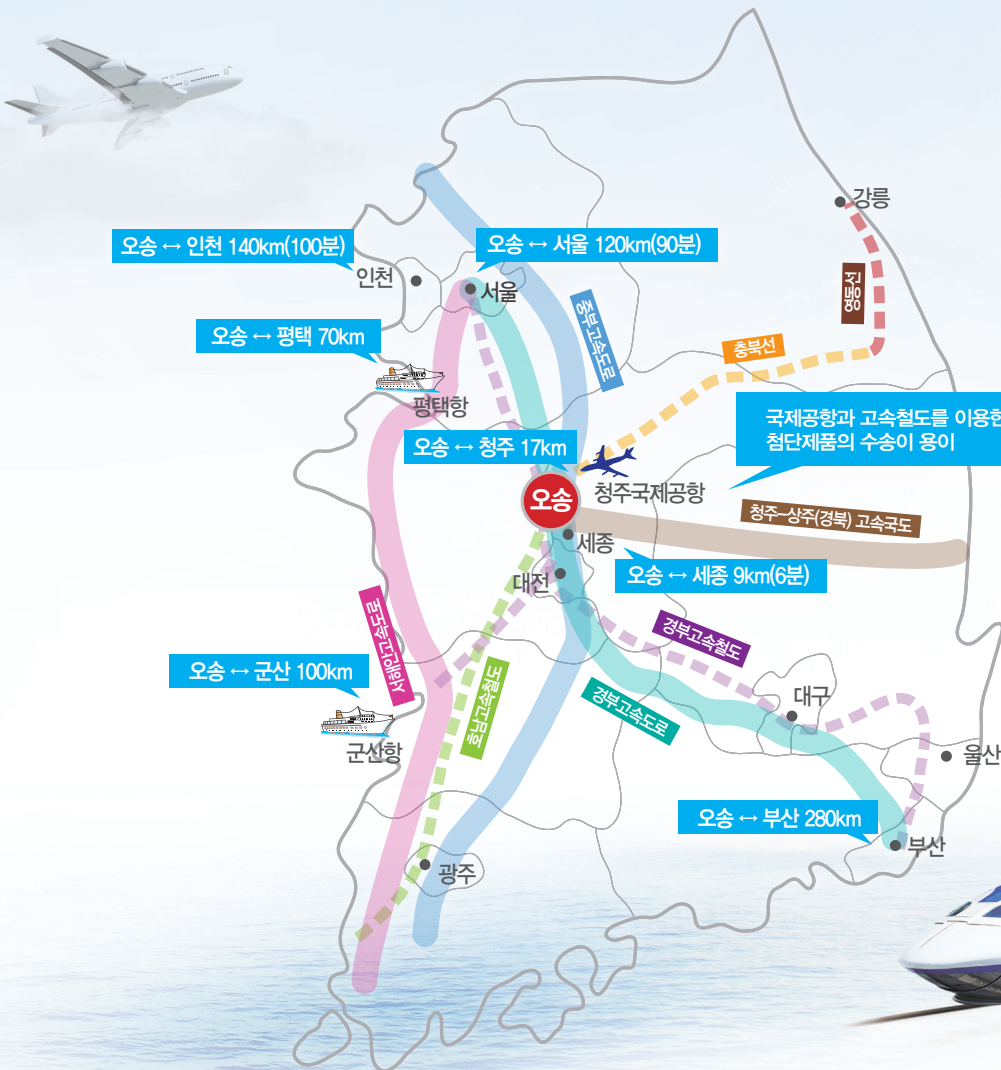 강릉
오송 ↔ 인천 140km(100분)
오송 ↔ 서울 120km(90분)
인천
서울
영동선
중부고속도로
오송 ↔ 평택 70km
충북선
평택항
국제공항과 고속철도를 이용한
첨단제품의 수송이 용이
오송 ↔ 청주 17km
오송
청주국제공항
청주-상주(경북) 고속국도
세종
대전
오송 ↔ 세종 9km(6분)
서해안고속도로
경부고속철도
오송 ↔ 군산 100km
호남고속철도
경부고속도로
대구
군산항
울산
오송 ↔ 부산 280km
부산
광주